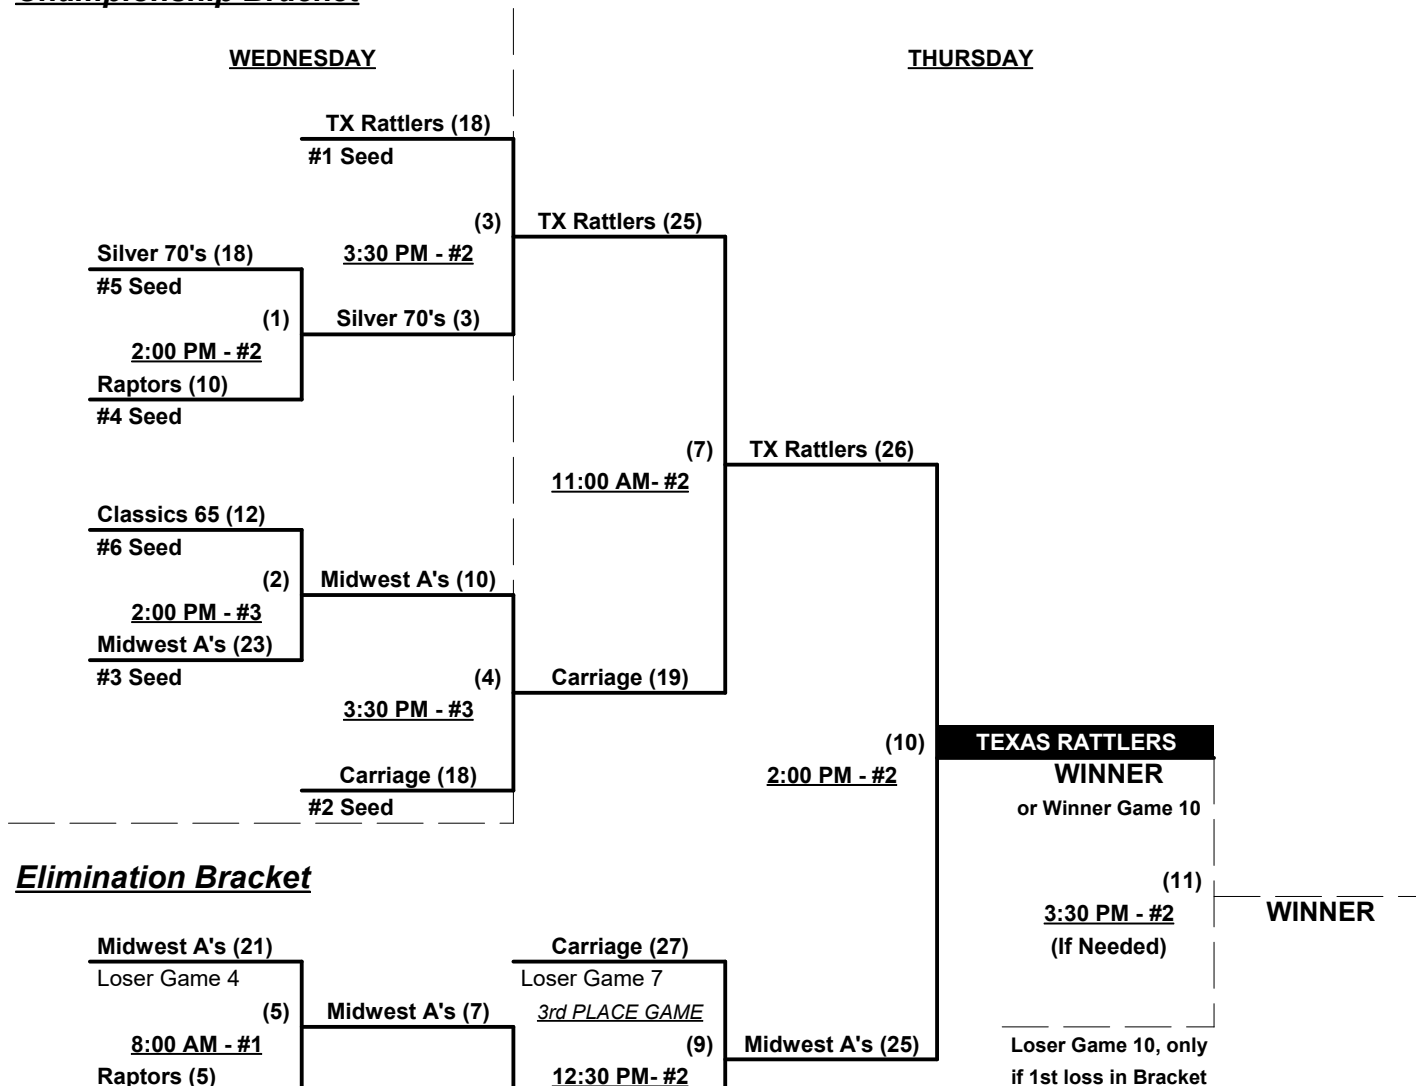 WEDNESDAY
THURSDAY
TX Rattlers (18)
#1 Seed
(3)
TX Rattlers (25)
Silver 70's (18)
3:30 PM - #2
#5 Seed
(1)
Silver 70's (3)
2:00 PM - #2
Raptors (10)
#4 Seed
(7)
TX Rattlers (26)
11:00 AM- #2
Classics 65 (12)
#6 Seed
(2)
Midwest A's (10)
2:00 PM - #3
Midwest A's (23)
#3 Seed
(4)
Carriage (19)
3:30 PM - #3
(10)
TEXAS RATTLERS
Carriage (18)
2:00 PM - #2
WINNER
#2 Seed
or Winner Game 10
Elimination Bracket
(11)
3:30 PM - #2
WINNER
(If Needed)
Midwest A's (21)
Carriage (27)
Loser Game 4
Loser Game 7
(5)
Midwest A's (7)
3rd PLACE GAME
8:00 AM - #1
(9)
Midwest A's (25)
Loser Game 10, only
Raptors (5)
12:30 PM- #2
if 1st loss in Bracket